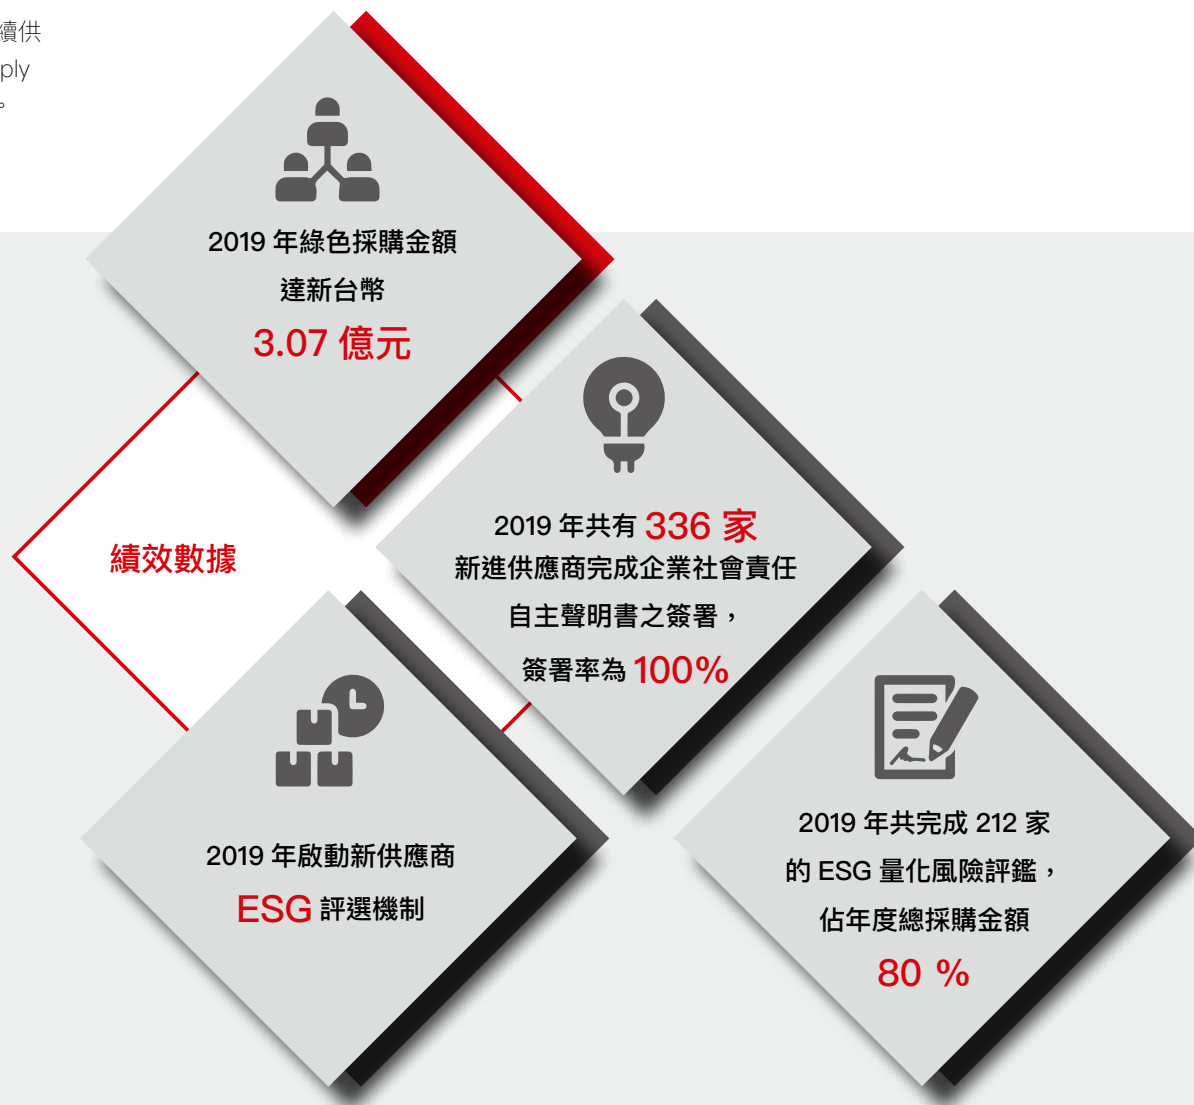 續供
ply
。
2019 年綠色採購金額
達新台幣
3.07 億元
績效數據
2019 年共有 336 家
新進供應商完成企業社會責任
自主聲明書之簽署，
簽署率為 100%
2019 年啟動新供應商
ESG 評選機制
2019 年共完成 212 家
的 ESG 量化風險評鑑，
佔年度總採購金額
80 %